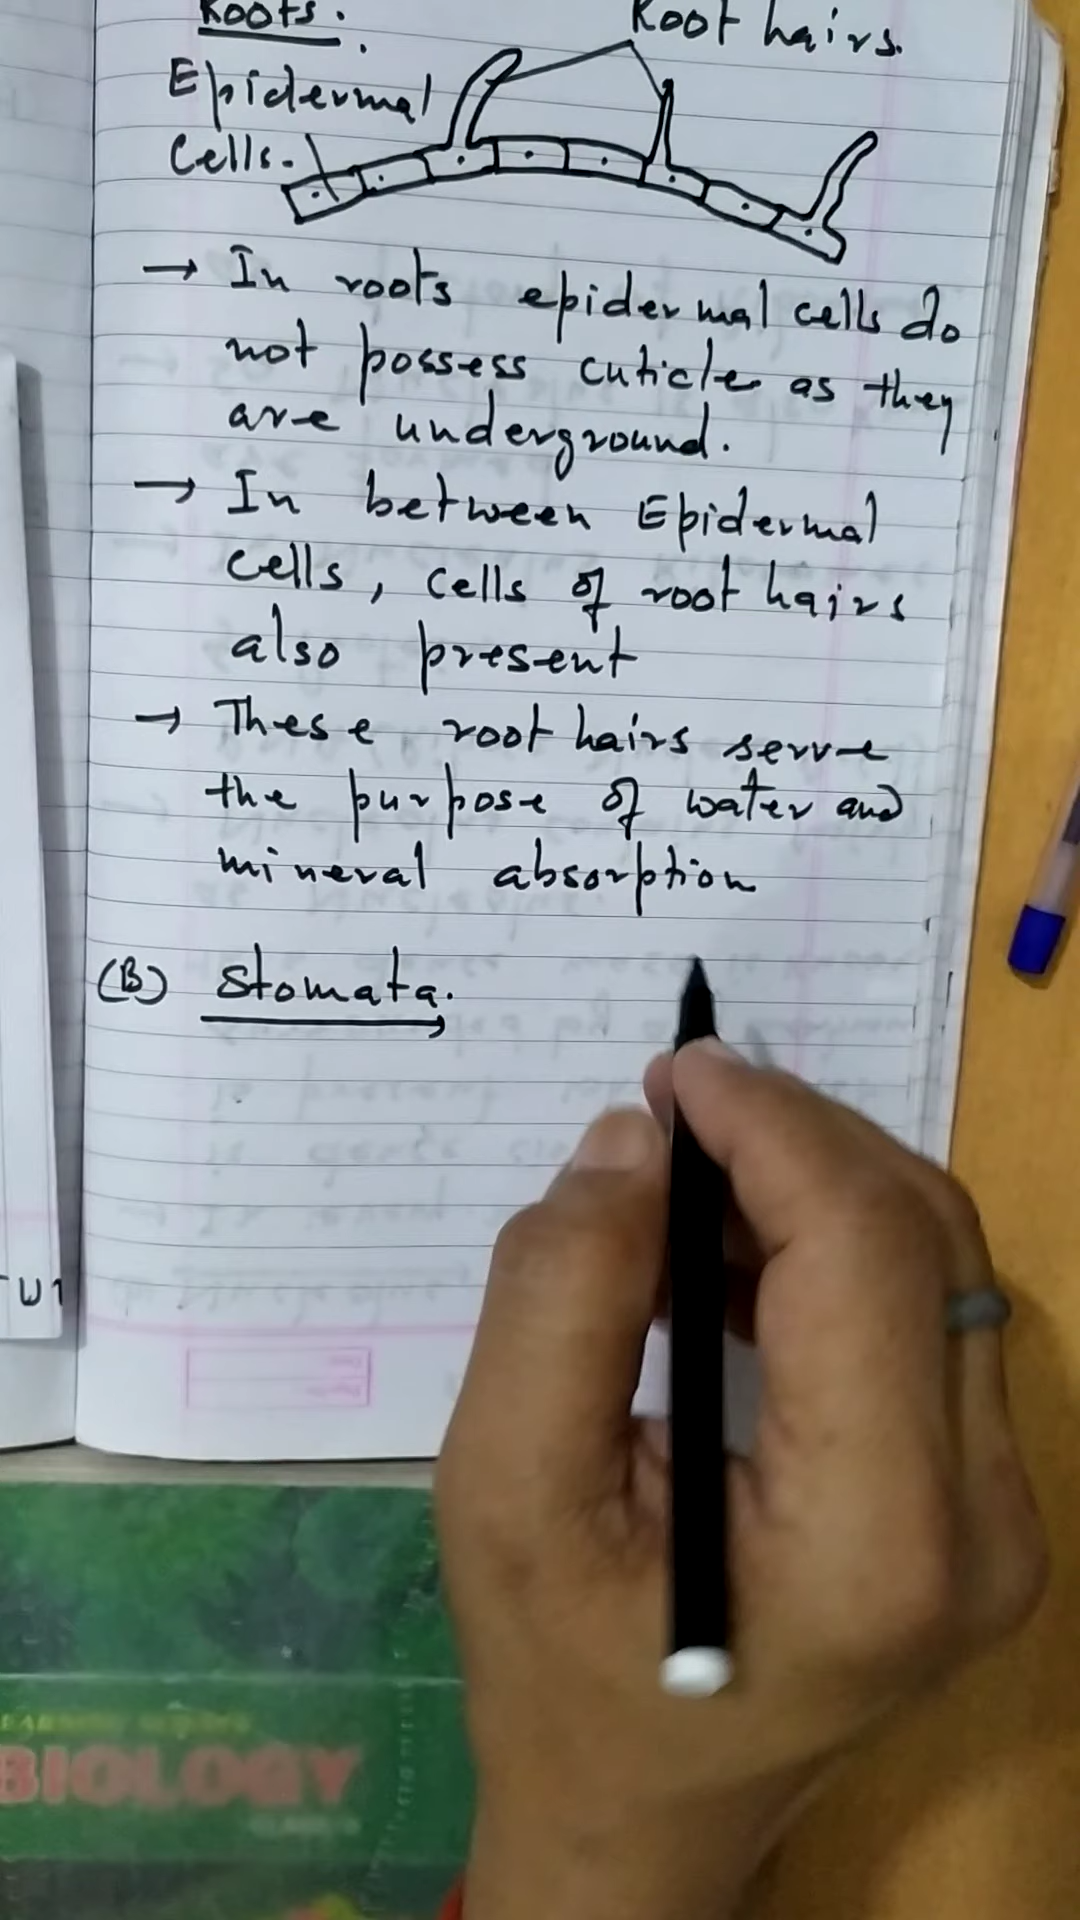 Roots.
Root hairs.
Epidermal
Cells.
→ In roots epidermal cells do
not possess cuticle as they
are underground.
→ In between Epidermal
cells, cells of root hairs
also present
→ These root hairs serve
the purpose of water and
mineral absorption
(B) Stomata.
BIOLOGY